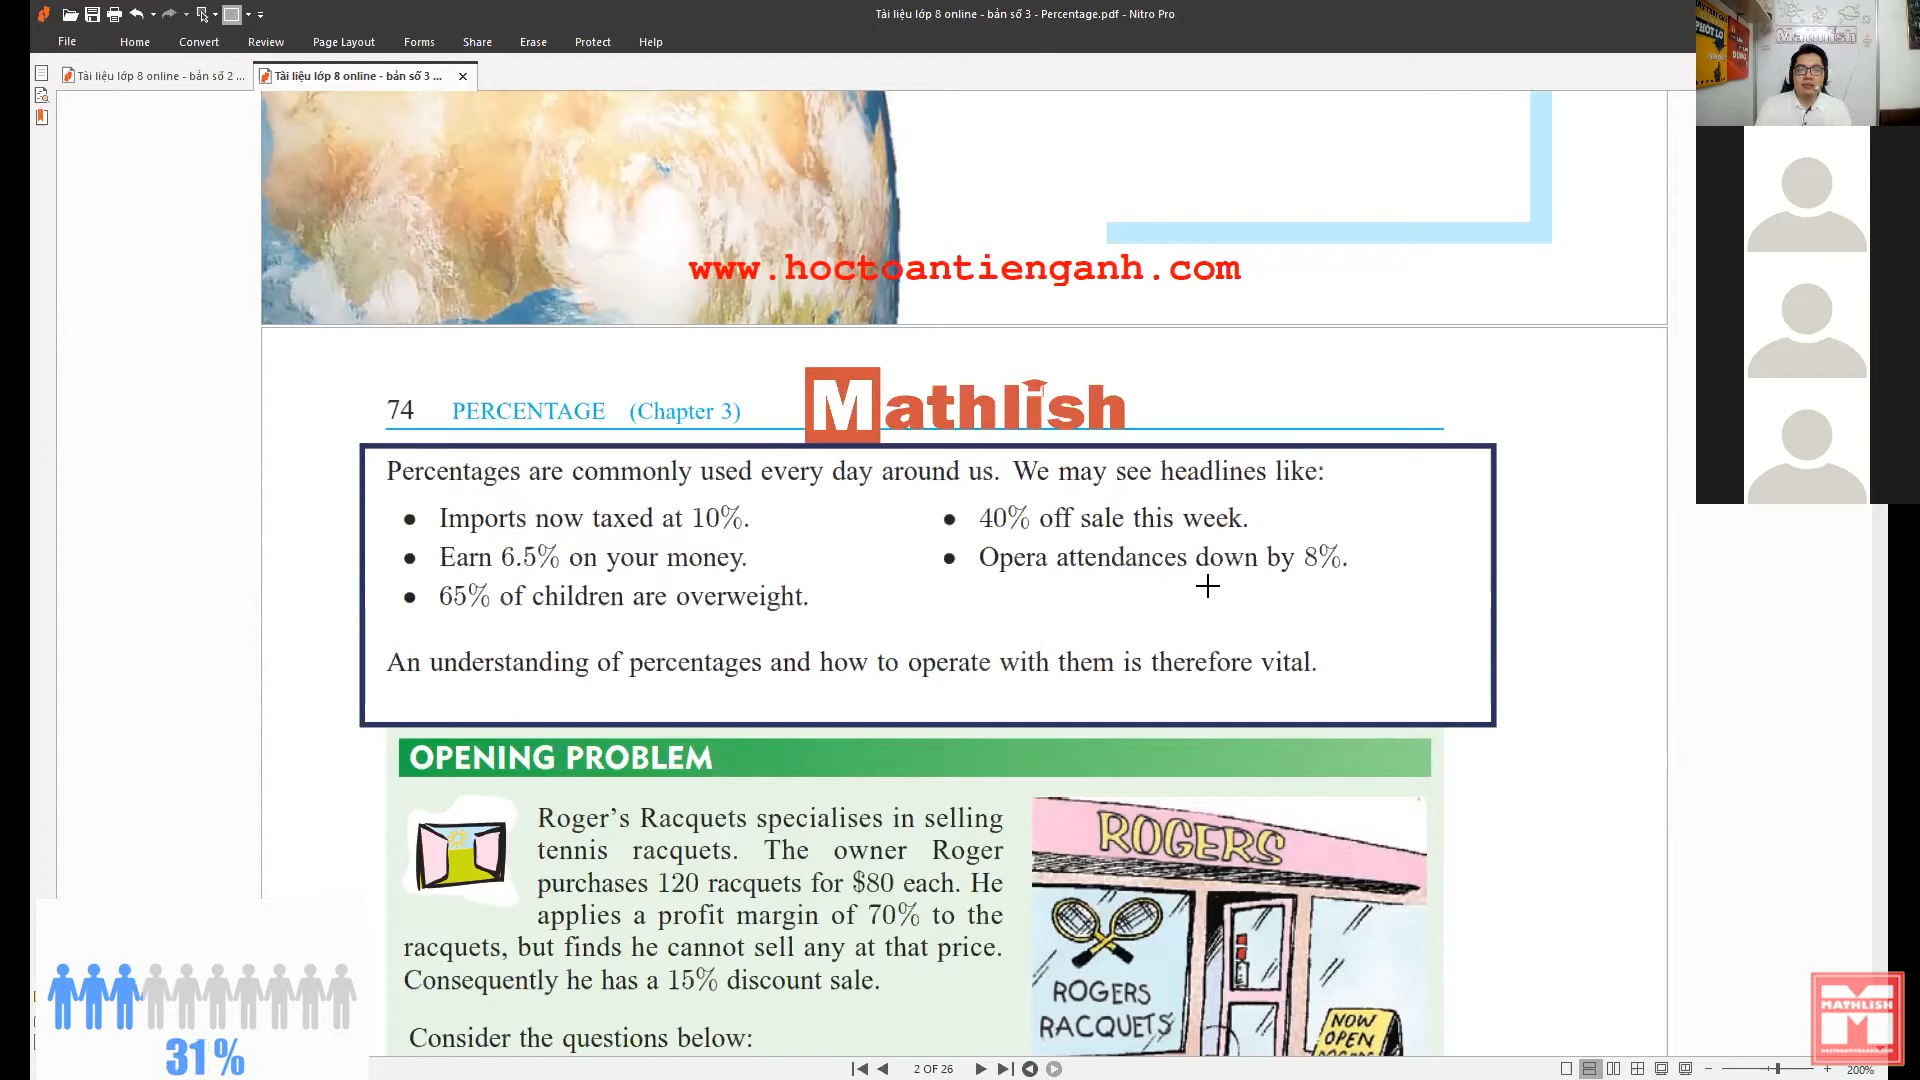 Tài liệu lớp 8 online - bản số 3 - Percentage.pdf - Nitro Pro
File Home Convert Review Page Layout Forms Share Erase Protect Help
Tài liệu lớp 8 online - bản số 2 ... Tài liệu lớp 8 online - bản số 3 ...
www.hoctoantienganh.com
74 PERCENTAGE (Chapter 3) Mathlish
Percentages are commonly used every day around us. We may see headlines like:
• Imports now taxed at 10%. • 40% off sale this week.
• Earn 6.5% on your money. • Opera attendances down by 8%.
• 65% of children are overweight.
An understanding of percentages and how to operate with them is therefore vital.
OPENING PROBLEM
Roger's Racquets specialises in selling
tennis racquets. The owner Roger
purchases 120 racquets for $80 each. He
applies a profit margin of 70% to the
racquets, but finds he cannot sell any at that price.
Consequently he has a 15% discount sale.
Consider the questions below:
ROGERS
ROGERS
RACQUETS
NOW
OPEN
31%
MATHLISH
2 OF 26
200%